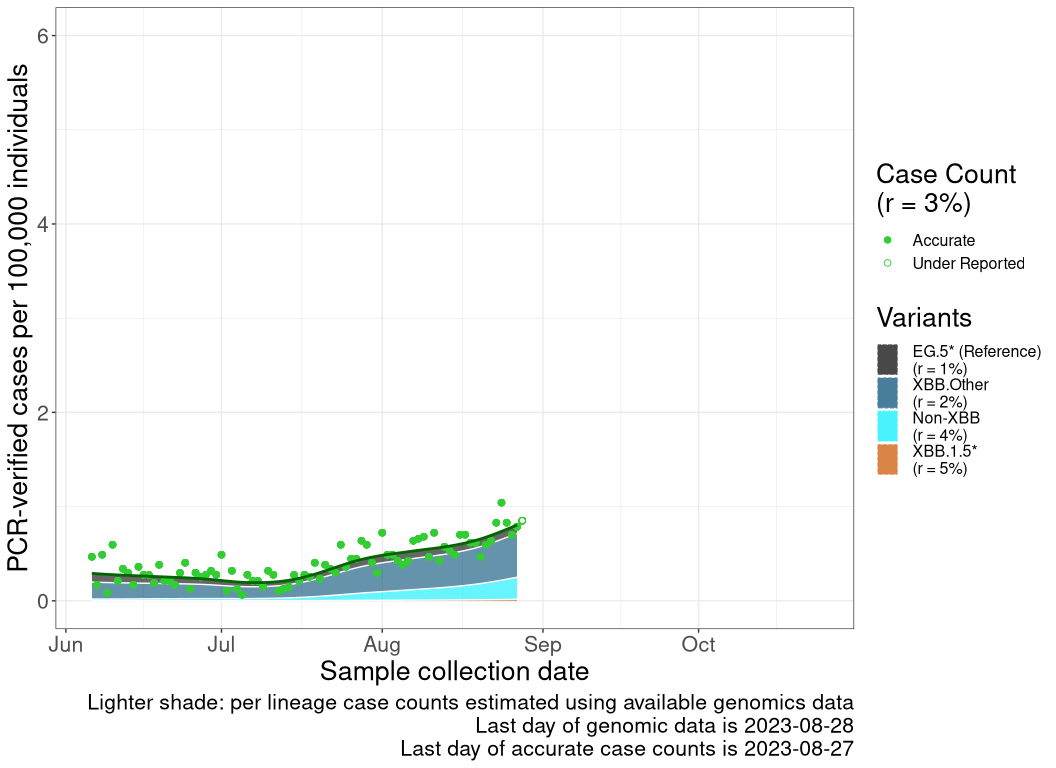 PCR-verified cases per 100,000 individuals
6
4
2
0
Jun
Jul
Aug
Sep
Oct
Sample collection date
Case Count
(r = 3%)
Accurate
Under Reported
Variants
EG.5* (Reference)
(r = 1%)
XBB.Other
(r = 2%)
Non-XBB
(r = 4%)
XBB.1.5*
(r = 5%)
Lighter shade: per lineage case counts estimated using available genomics data
Last day of genomic data is 2023-08-28
Last day of accurate case counts is 2023-08-27